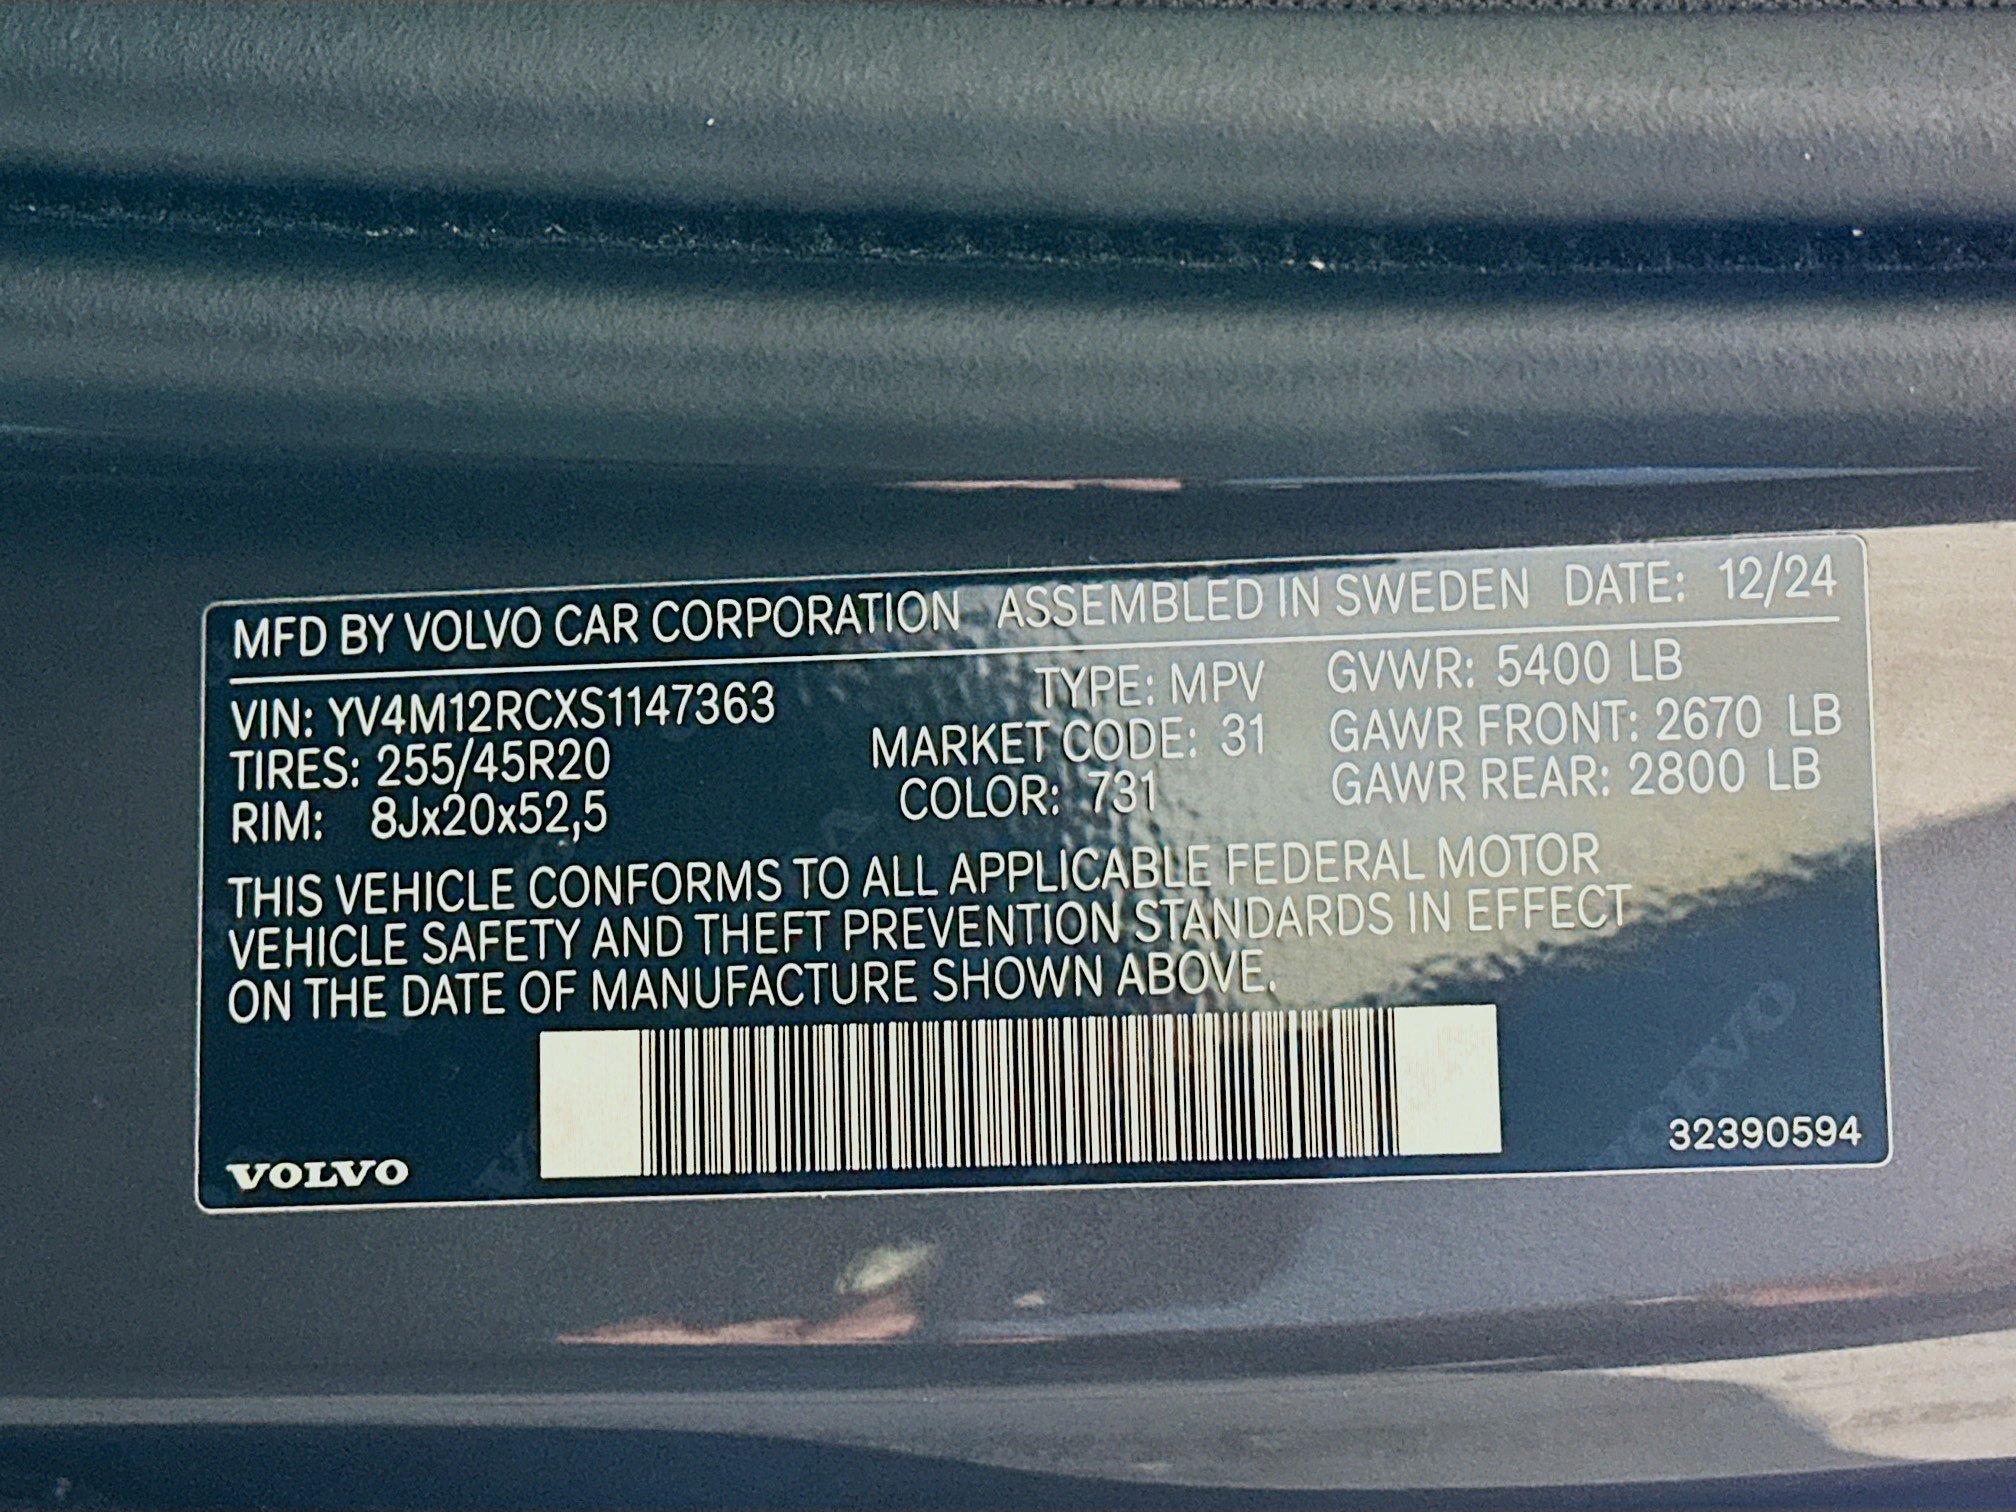 MFD BY VOLVO CAR CORPORATION ASSEMBLED IN SWEDEN DATE: 12/24
VIN: YV4M12RCXS1147363 TYPE: MPV GVWR: 5400 LB
TIRES: 255/45R20 MARKET CODE: 31 GAWR FRONT: 2670 LB
RIM: 8Jx20x52,5 COLOR: 731 GAWR REAR: 2800 LB
THIS VEHICLE CONFORMS TO ALL APPLICABLE FEDERAL MOTOR
VEHICLE SAFETY AND THEFT PREVENTION STANDARDS IN EFFECT
ON THE DATE OF MANUFACTURE SHOWN ABOVE.
VOLVO
32390594
VOLVO